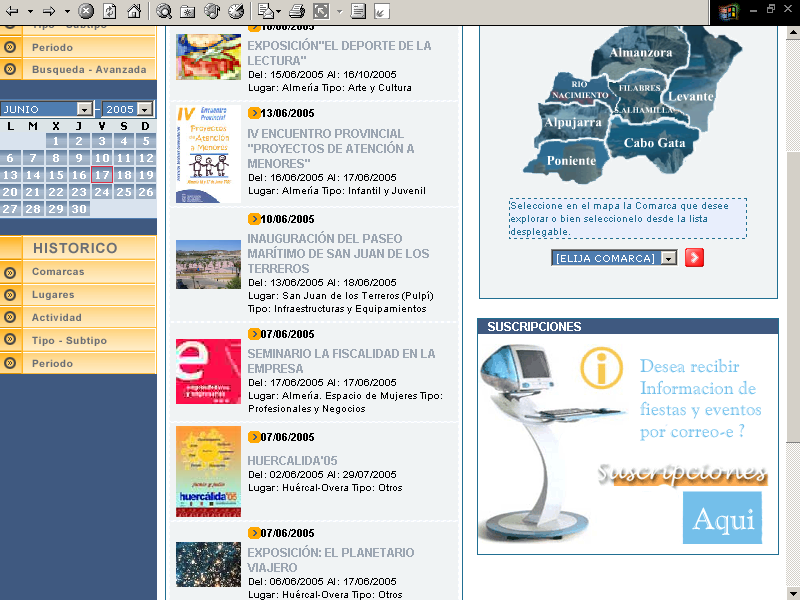 Tipo - Subtipo
Periodo
Busqueda - Avanzada
JUNIO
2005
L M X J V S D
1 2 3 4 5
6 7 8 9 10 11 12
13 14 15 16 17 18 19
20 21 22 23 24 25 26
27 28 29 30
HISTORICO
Comarcas
Lugares
Actividad
Tipo - Subtipo
Periodo
16/06/2005
EXPOSICIÓN"EL DEPORTE DE LA
LECTURA"
Del: 15/06/2005 Al: 16/10/2005
Lugar: Almería Tipo: Arte y Cultura
IV Encuentro
Provincial
Proyectos
de Atención
a Menores
13/06/2005
IV ENCUENTRO PROVINCIAL
"PROYECTOS DE ATENCIÓN A
MENORES"
Del: 16/06/2005 Al: 17/06/2005
Lugar: Almería Tipo: Infantil y Juvenil
10/06/2005
INAUGURACIÓN DEL PASEO
MARÍTIMO DE SAN JUAN DE LOS
TERREROS
Del: 13/06/2005 Al: 18/06/2005
Lugar: San Juan de los Terreros (Pulpí)
Tipo: Infraestructuras y Equipamientos
07/06/2005
SEMINARIO LA FISCALIDAD EN LA
EMPRESA
Del: 17/06/2005 Al: 17/06/2005
Lugar: Almería. Espacio de Mujeres Tipo:
Profesionales y Negocios
huercálida'05
07/06/2005
HUERCALIDA'05
Del: 02/06/2005 Al: 29/07/2005
Lugar: Huércal-Overa Tipo: Otros
07/06/2005
EXPOSICIÓN: EL PLANETARIO
VIAJERO
Del: 06/06/2005 Al: 17/06/2005
Lugar: Huércal-Overa Tipo: Otros
Almanzora
RIO
NACIMIENTO
FILABRES
S.ALHAMILLA
Levante
Alpujarra
Cabo Gata
Poniente
Seleccione en el mapa la Comarca que desee
explorar o bien seleccionelo desde la lista
desplegable.
[ELIJA COMARCA]
SUSCRIPCIONES
Desea recibir
Informacion de
fiestas y eventos
por correo-e ?
Suscripciones
Aqui